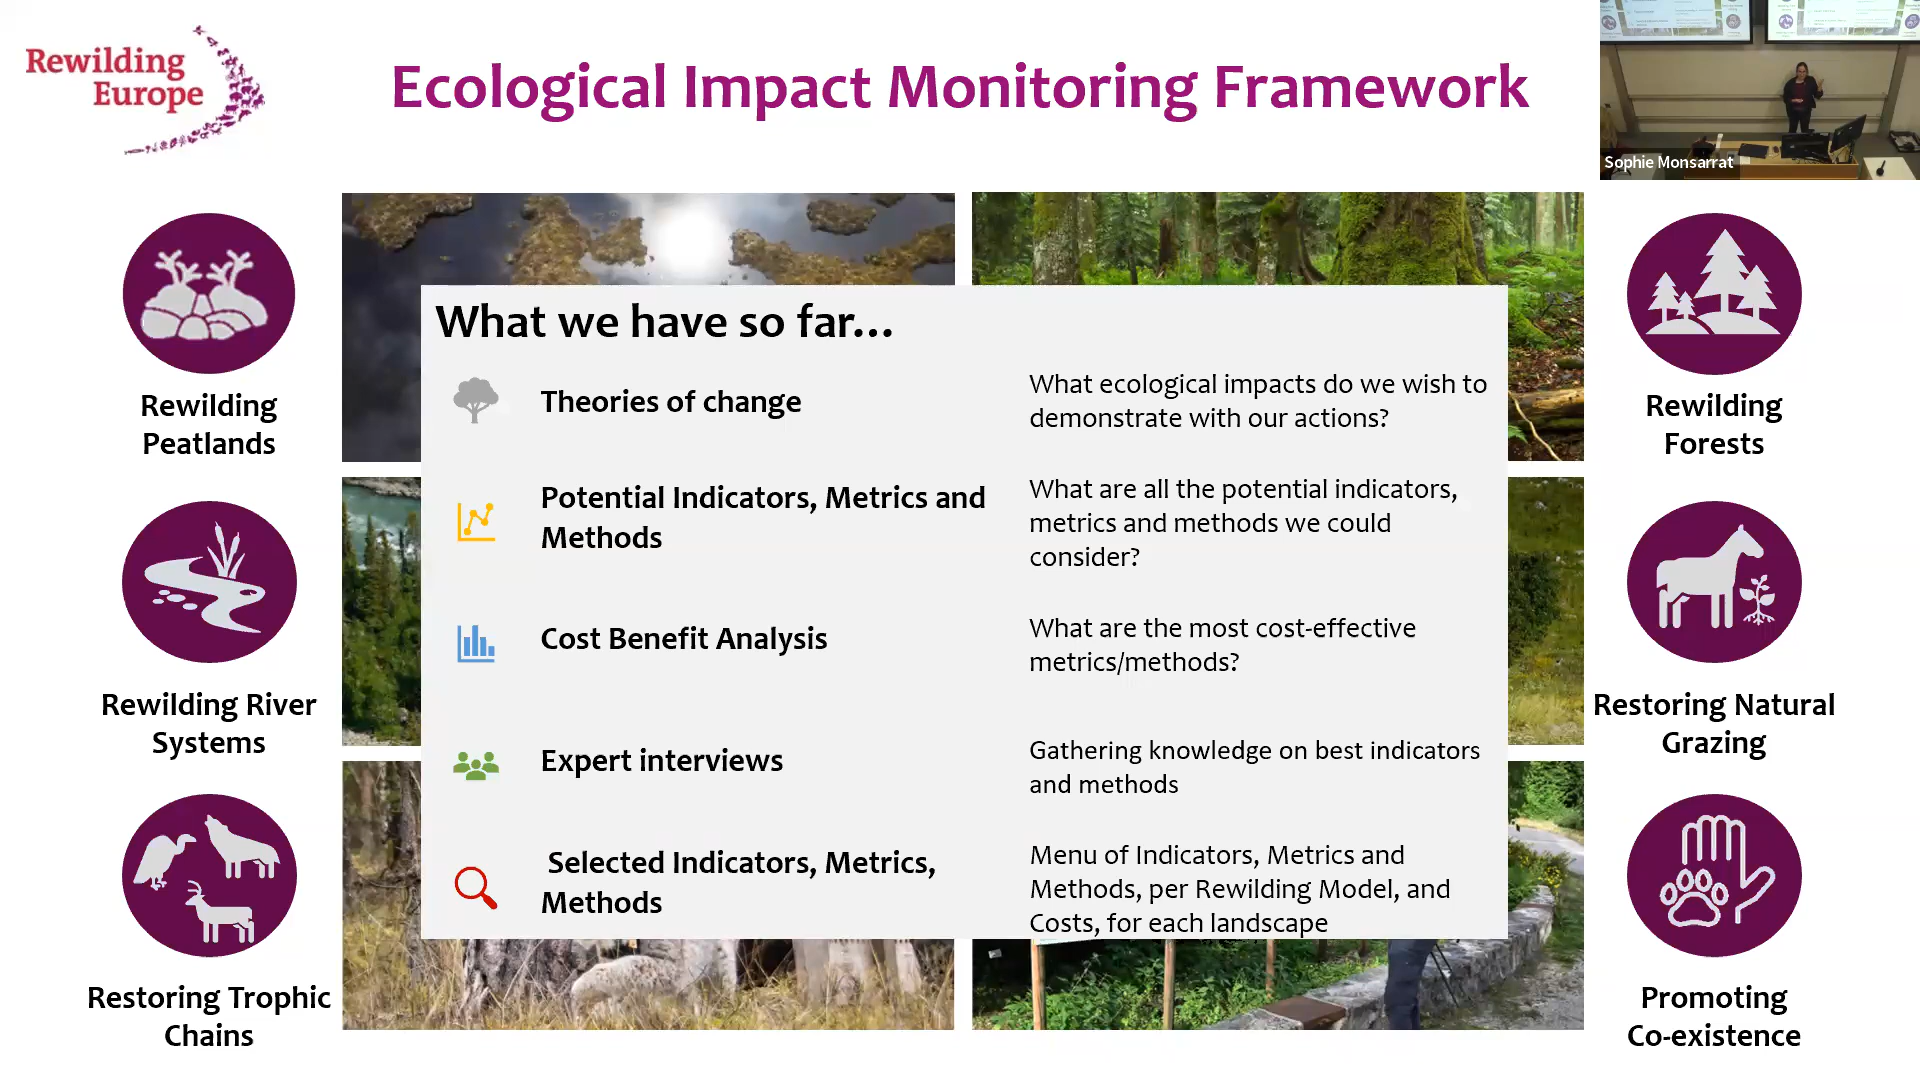 Rewilding
Europe
Ecological Impact Monitoring Framework
Sophie Monsarrat
Rewilding
Peatlands
Rewilding River
Systems
Restoring Trophic
Chains
What we have so far...
Theories of change
What ecological impacts do we wish to
demonstrate with our actions?
Potential Indicators, Metrics and
Methods
What are all the potential indicators,
metrics and methods we could
consider?
Cost Benefit Analysis
What are the most cost-effective
metrics/methods?
Expert interviews
Gathering knowledge on best indicators
and methods
Selected Indicators, Metrics,
Methods
Menu of Indicators, Metrics and
Methods, per Rewilding Model, and
Costs, for each landscape
Rewilding
Forests
Restoring Natural
Grazing
Promoting
Co-existence